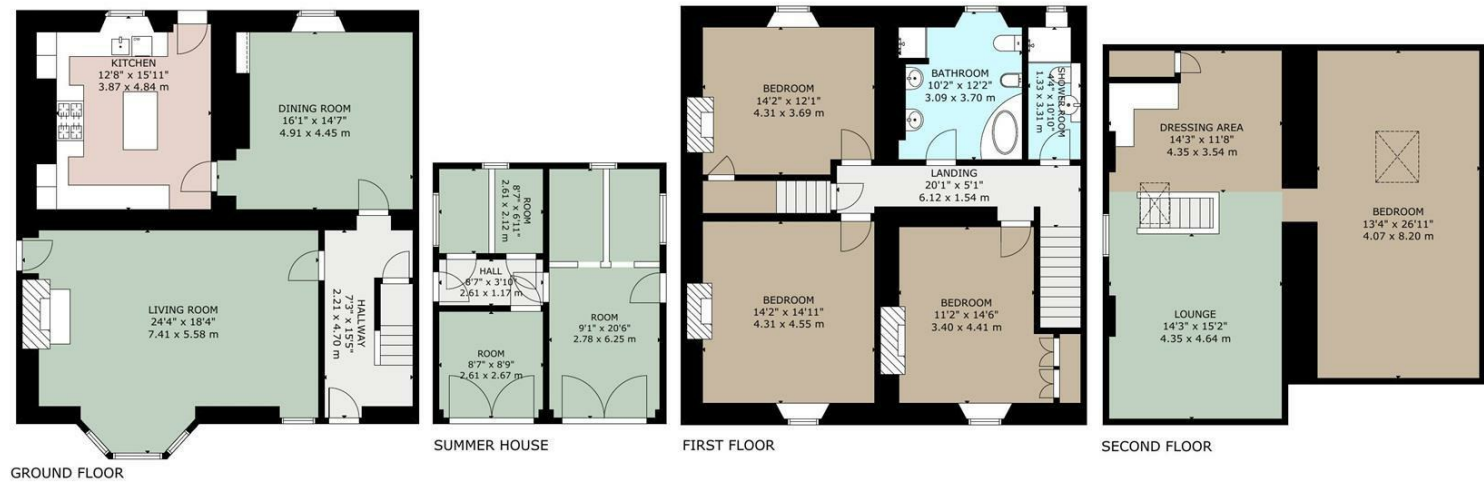 KITCHEN
12'8" x 15'11"
3.87 x 4.84 m
DINING ROOM
16'1" x 14'7"
4.91 x 4.45 m
LIVING ROOM
24'4" x 18'4"
7.41 x 5.58 m
HALLWAY
7'3" x 15'5"
2.21 x 4.70 m
GROUND FLOOR
ROOM
8'7" x 6'11"
2.61 x 2.12 m
HALL
8'7" x 3'10"
2.61 x 1.17 m
ROOM
9'1" x 20'6"
2.78 x 6.25 m
ROOM
8'7" x 8'9"
2.61 x 2.67 m
SUMMER HOUSE
BEDROOM
14'2" x 12'1"
4.31 x 3.69 m
BATHROOM
10'2" x 12'2"
3.09 x 3.70 m
SHOWER ROOM
4'4" x 10'10"
1.33 x 3.31 m
LANDING
20'1" x 5'1"
6.12 x 1.54 m
BEDROOM
14'2" x 14'11"
4.31 x 4.55 m
BEDROOM
11'2" x 14'6"
3.40 x 4.41 m
FIRST FLOOR
DRESSING AREA
14'3" x 11'8"
4.35 x 3.54 m
BEDROOM
13'4" x 26'11"
4.07 x 8.20 m
LOUNGE
14'3" x 15'2"
4.35 x 4.64 m
SECOND FLOOR